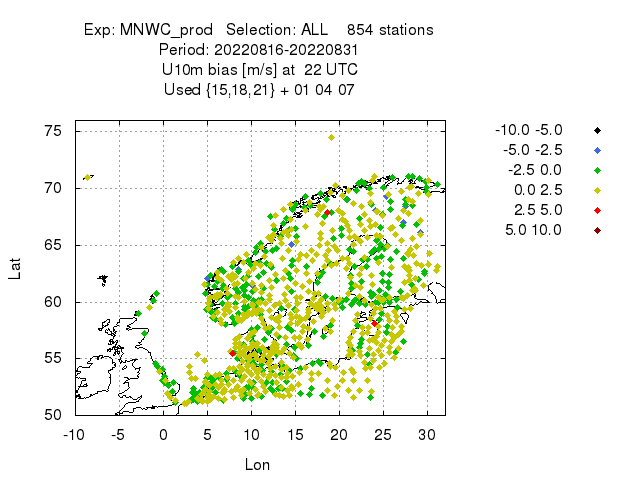 Exp: MNWC_prod Selection: ALL 854 stations
Period: 20220816-20220831
U10m bias [m/s] at 22 UTC
Used {15,18,21} + 01 04 07
75
70
65
60
55
50
-10 -5 0 5 10 15 20 25 30
Lat
Lon
-10.0 -5.0
-5.0 -2.5
-2.5 0.0
0.0 2.5
2.5 5.0
5.0 10.0